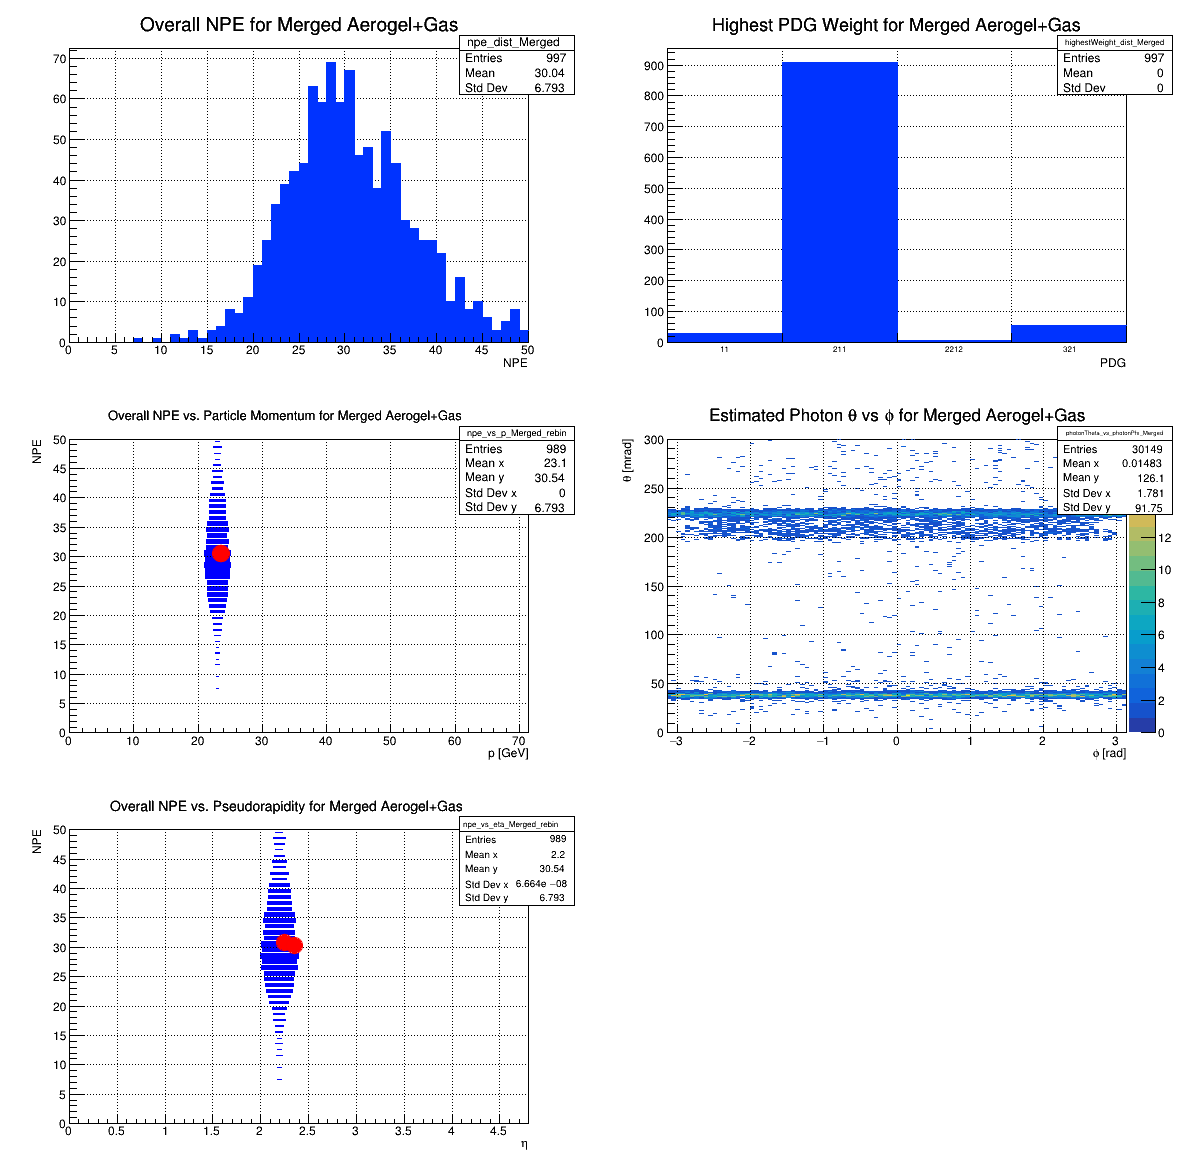 Overall NPE for Merged Aerogel+Gas
npe_dist_Merged
Entries 997
Mean 30.04
Std Dev 6.793
70
60
50
40
30
20
10
0
0 5 10 15 20 25 30 35 40 45 50
NPE
Highest PDG Weight for Merged Aerogel+Gas
highestWeight_dist_Merged
Entries 997
Mean 0
Std Dev 0
900
800
700
600
500
400
300
200
100
0
11 211 2212 321
PDG
Overall NPE vs. Particle Momentum for Merged Aerogel+Gas
npe_vs_p_Merged_rebin
Entries 989
Mean x 23.1
Mean y 30.54
Std Dev x 0
Std Dev y 6.793
NPE
50
45
40
35
30
25
20
15
10
5
0
0 10 20 30 40 50 60 70
p [GeV]
Estimated Photon θ vs ϕ for Merged Aerogel+Gas
photonTheta_vs_photonPhi_Merged
Entries 30149
Mean x 0.01483
Mean y 126.1
Std Dev x 1.781
Std Dev y 91.75
θ [mrad]
300
250
200
150
100
50
0
−3 −2 −1 0 1 2 3
ϕ [rad]
12
10
8
6
4
2
0
Overall NPE vs. Pseudorapidity for Merged Aerogel+Gas
npe_vs_eta_Merged_rebin
Entries 989
Mean x 2.2
Mean y 30.54
Std Dev x 6.664e −08
Std Dev y 6.793
NPE
50
45
40
35
30
25
20
15
10
5
0
0 0.5 1 1.5 2 2.5 3 3.5 4 4.5
η